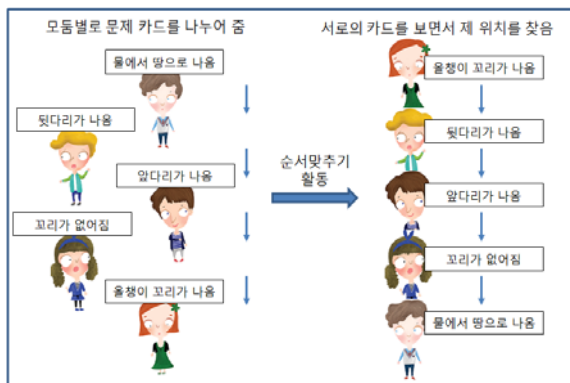 모둠별로 문제 카드를 나누어 줌
물에서 땅으로 나옴
뒷다리가 나옴
앞다리가 나옴
꼬리가 없어짐
올챙이 꼬리가 나옴
순서맞추기
활동
서로의 카드를 보면서 제 위치를 찾음
올챙이 꼬리가 나옴
뒷다리가 나옴
앞다리가 나옴
꼬리가 없어짐
물에서 땅으로 나옴